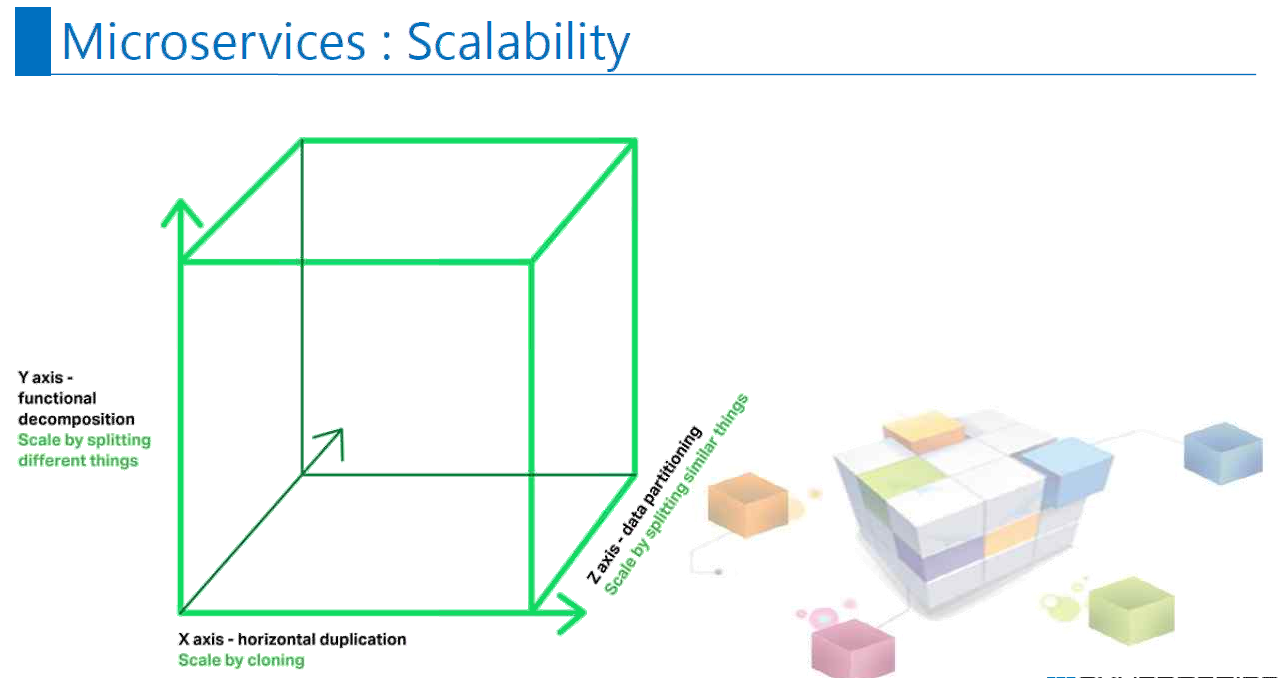 Microservices : Scalability
Y axis -
functional
decomposition
Scale by splitting
different things
Z axis - data partitioning
Scale by splitting similar things
X axis - horizontal duplication
Scale by cloning